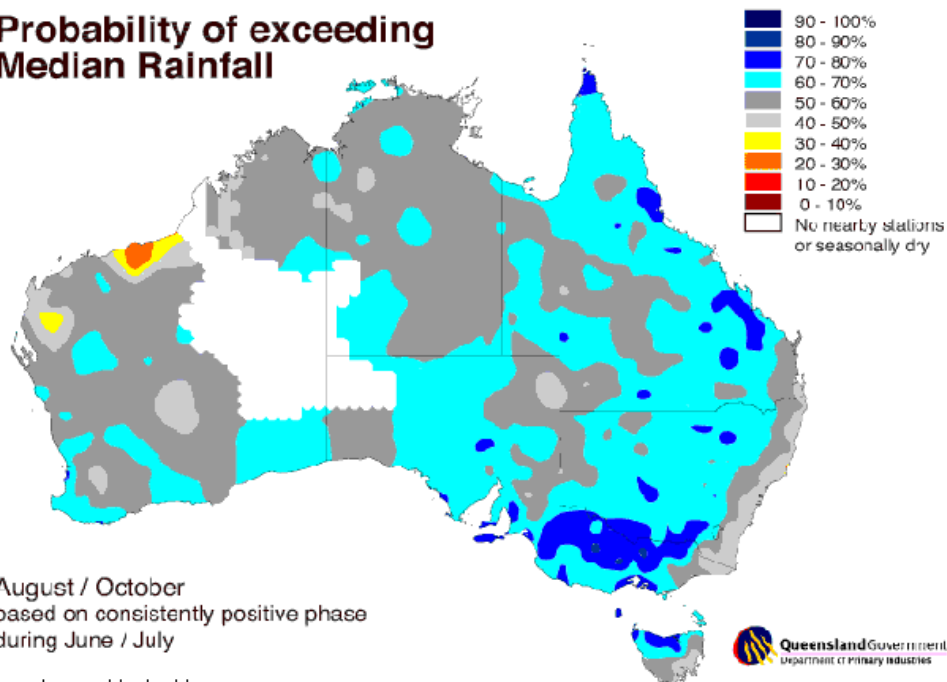 Probability of exceeding
Median Rainfall
90 - 100%
80 - 90%
70 - 80%
60 - 70%
50 - 60%
40 - 50%
30 - 40%
20 - 30%
10 - 20%
0 - 10%
No nearby stations
or seasonally dry
August / October
based on consistently positive phase
during June / July
QueenslandGovernment
Department of Primary Industries